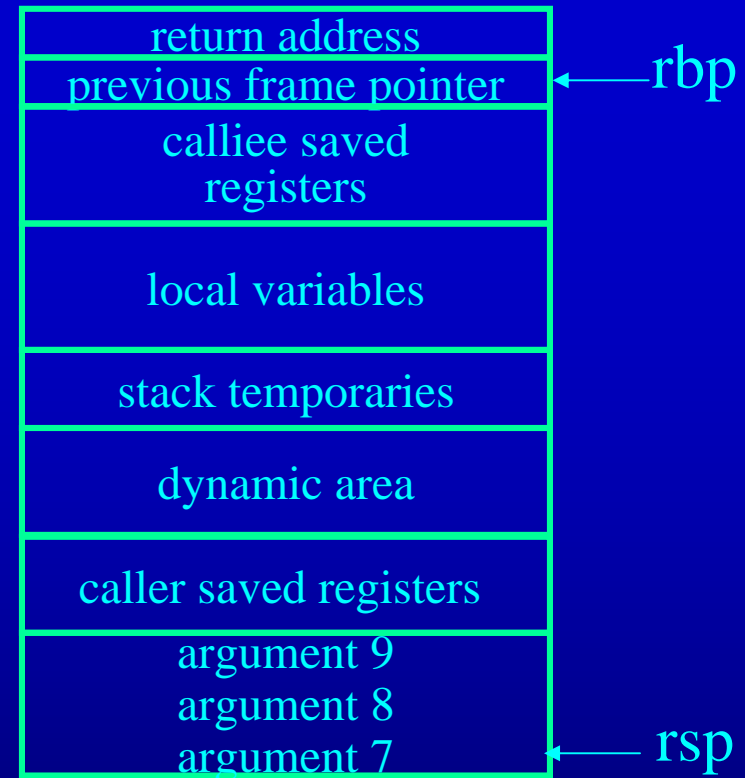 return address
previous frame pointer
rbp
calliee saved
registers
local variables
stack temporaries
dynamic area
caller saved registers
argument 9
argument 8
argument 7
rsp